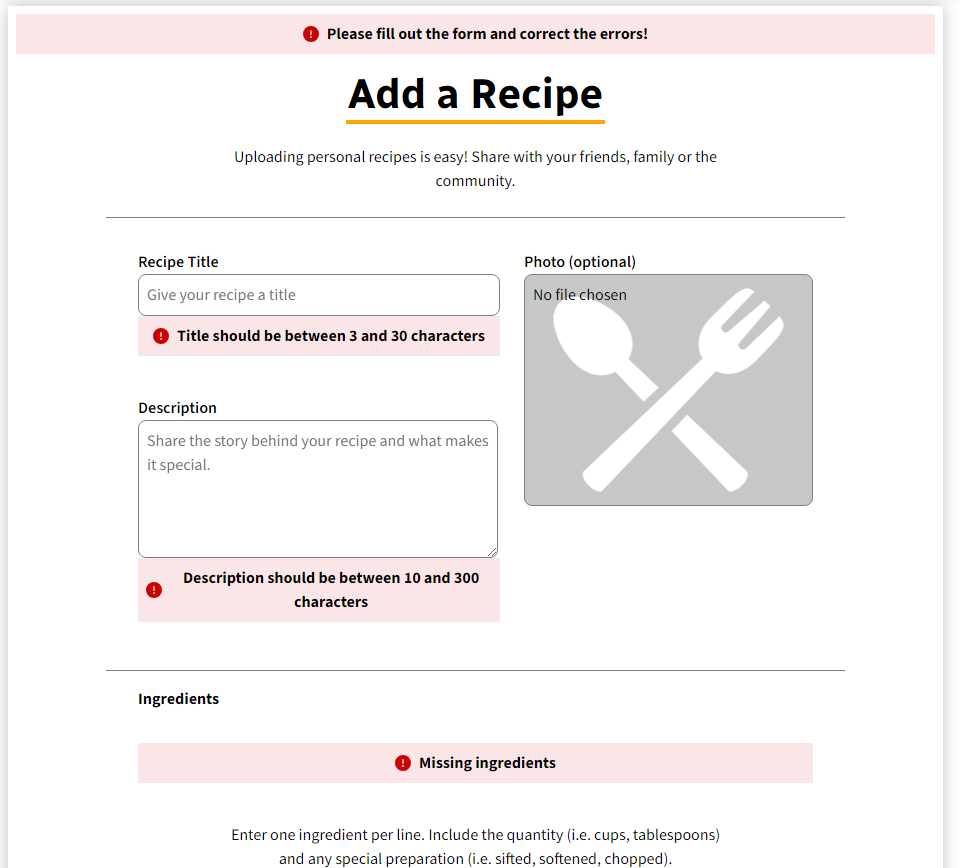 Please fill out the form and correct the errors!
Add a Recipe
Uploading personal recipes is easy! Share with your friends, family or the
community.
Recipe Title
Give your recipe a title
Title should be between 3 and 30 characters
Description
Share the story behind your recipe and what makes
it special.
Description should be between 10 and 300
characters
Photo (optional)
No file chosen
Ingredients
Missing ingredients
Enter one ingredient per line. Include the quantity (i.e. cups, tablespoons)
and any special preparation (i.e. sifted, softened, chopped).